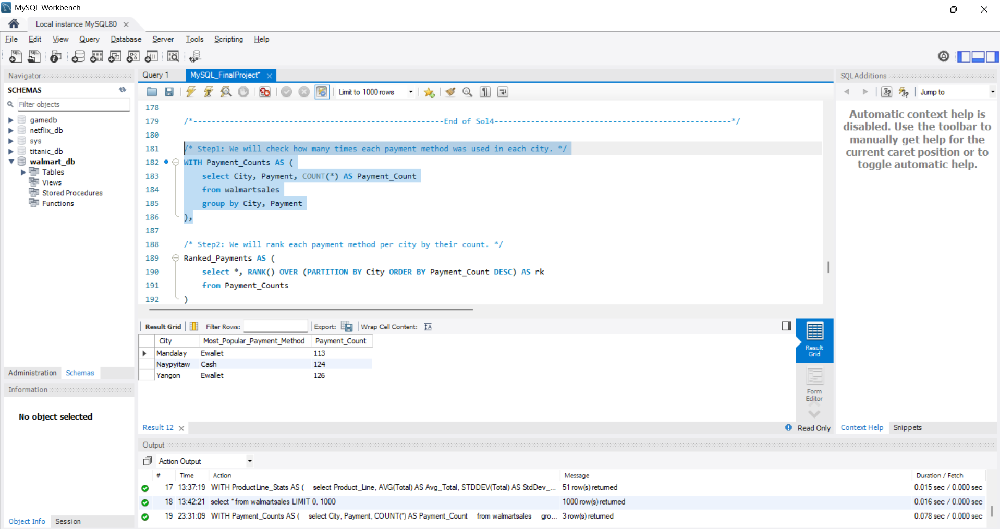 MySQL Workbench
Local instance MySQL80
File Edit View Query Database Server Tools Scripting Help
Navigator
SCHEMAS
Filter objects
gamedb
netflix_db
sys
titanic_db
walmart_db
Tables
Views
Stored Procedures
Functions
Administration Schemas
Information
No object selected
Object Info Session
Query 1 MySQL_FinalProject*
Limit to 1000 rows
178
179 /*-------------------------------------------------------End of Sol4----------------------------------------------------*/
180
181 /* Step1: We will check how many times each payment method was used in each city. */
182 WITH Payment_Counts AS (
183 select City, Payment, COUNT(*) AS Payment_Count
184 from walmartsales
185 group by City, Payment
186 ),
187
188 /* Step2: We will rank each payment method per city by their count. */
189 Ranked_Payments AS (
190 select *, RANK() OVER (PARTITION BY City ORDER BY Payment_Count DESC) AS rk
191 from Payment_Counts
192 )
Result Grid Filter Rows: Export: Wrap Cell Content:
City Most_Popular_Payment_Method Payment_Count
Mandalay Ewallet 113
Naypyitaw Cash 124
Yangon Ewallet 126
Result Grid
Form Editor
Result 12
Read Only
SQLAdditions
Jump to
Automatic context help is
disabled. Use the toolbar to
manually get help for the
current caret position or to
toggle automatic help.
Context Help Snippets
Output
Action Output
# Time Action Message Duration / Fetch
17 13:37:19 WITH ProductLine_Stats AS ( select Product_Line, AVG(Total) AS Avg_Total, STDDEV(Total) AS StdDev_... 51 row(s) returned 0.015 sec / 0.000 sec
18 13:42:21 select * from walmartsales LIMIT 0, 1000 1000 row(s) returned 0.016 sec / 0.000 sec
19 23:31:09 WITH Payment_Counts AS ( select City, Payment, COUNT(*) AS Payment_Count from walmartsales gro... 3 row(s) returned 0.078 sec / 0.000 sec